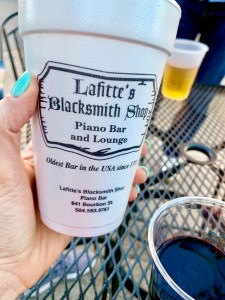 Lafitte's
Blacksmith Shop
Piano Bar
and Lounge
Oldest Bar in the USA since
Lafitte's Blacksmith Shop
Piano Bar
941 Bourbon St.
504.593.9761